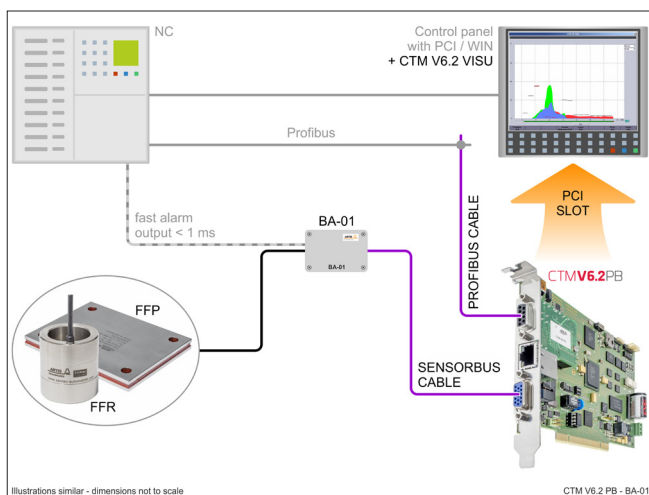 NC
Control panel
with PCI / WIN
+ CTM V6.2 VISU
Profibus
fast alarm
output < 1 ms
BA-01
BA-01
PROFIBUS CABLE
PCI
SLOT
CTMV6.2PB
FFP
FFR
SENSORBUS
CABLE
Illustrations similar - dimensions not to scale
CTM V6.2 PB - BA-01